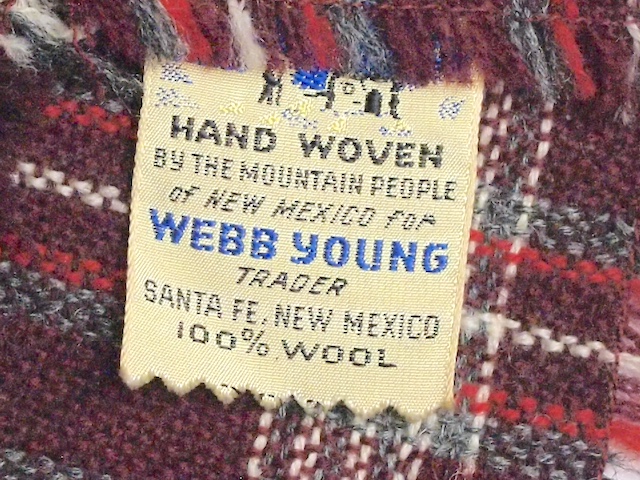 HAND WOVEN
BY THE MOUNTAIN PEOPLE
OF NEW MEXICO FOR
WEBB YOUNG
TRADER
SANTA FE, NEW MEXICO
100% WOOL